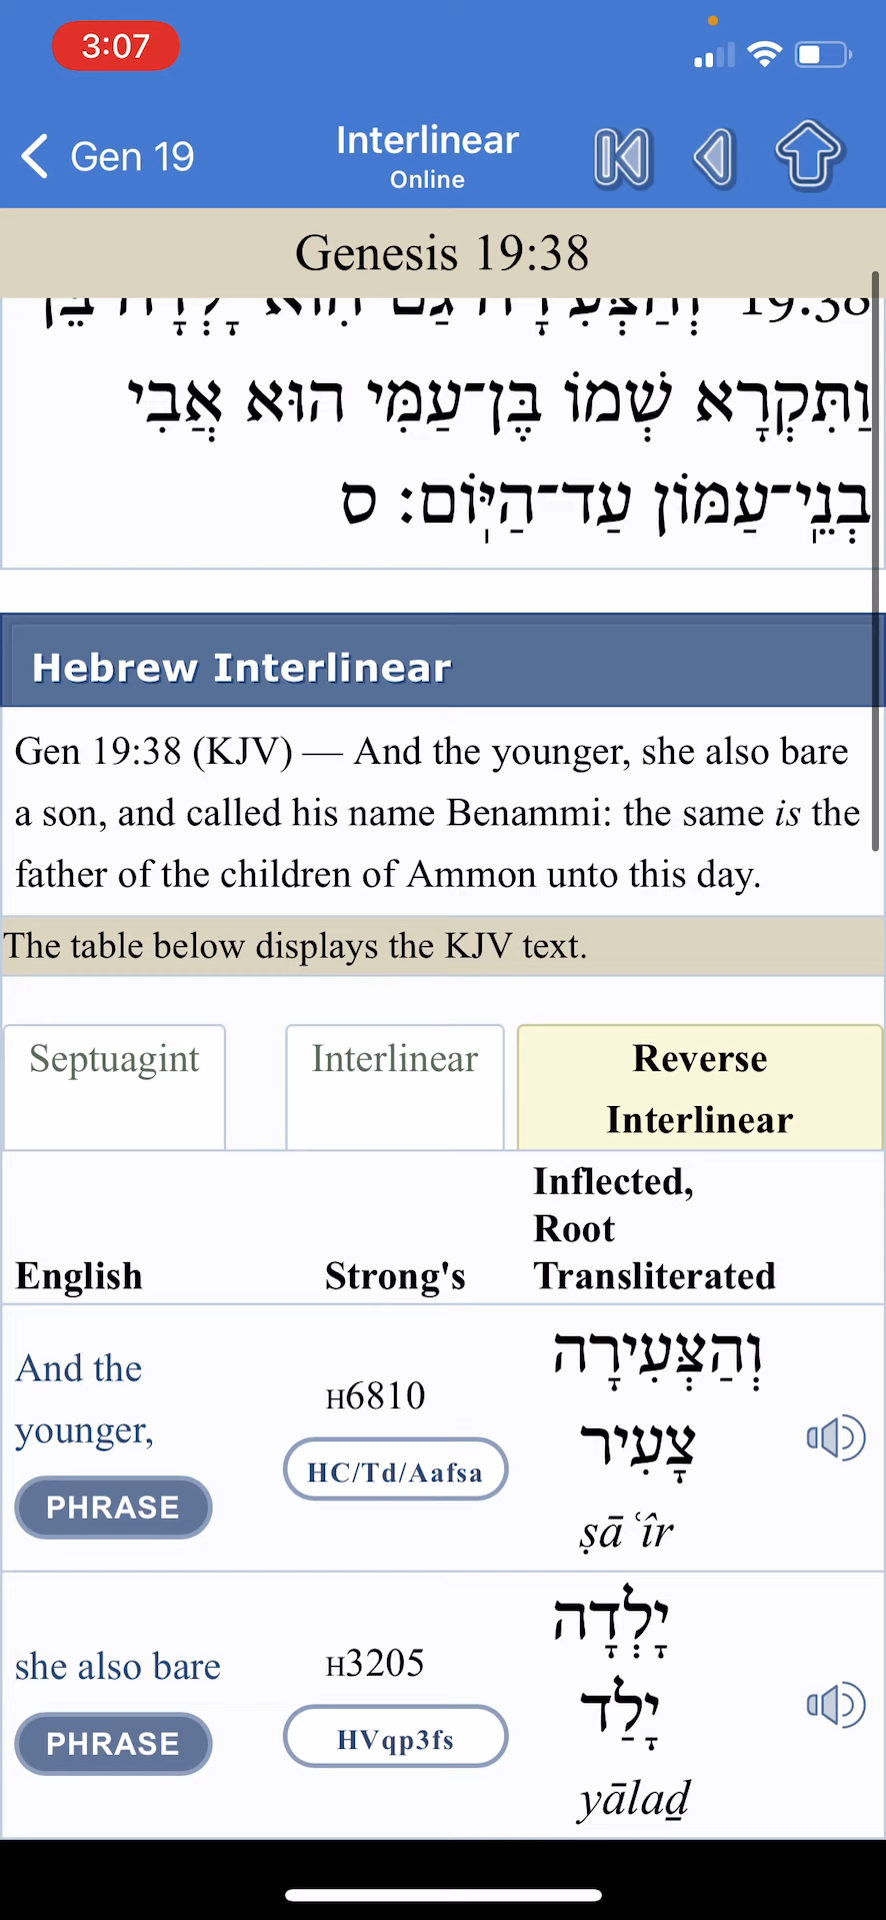 3:07
Gen 19
Interlinear
Online
Genesis 19:38
19:38 וְהַצְּעִירָה גַם הִוא יָלְדָה בֵּן
וַתִּקְרָא שְׁמוֹ בֶּן־עַמִּי הוּא אֲבִי
בְנֵֽי־עַמּוֹן עַד־הַיּֽוֹם׃ ס
Hebrew Interlinear
Gen 19:38 (KJV) — And the younger, she also bare
a son, and called his name Benammi: the same is the
father of the children of Ammon unto this day.
The table below displays the KJV text.
Septuagint
Interlinear
Reverse
Interlinear
English
Strong's
Inflected,
Root
Transliterated
And the
younger,
PHRASE
H6810
HC/Td/Aafsa
וְהַצְּעִירָה
צָעִיר
ṣāʿîr
she also bare
PHRASE
H3205
HVqp3fs
יָלְדָה
יָלַד
yālaḏ